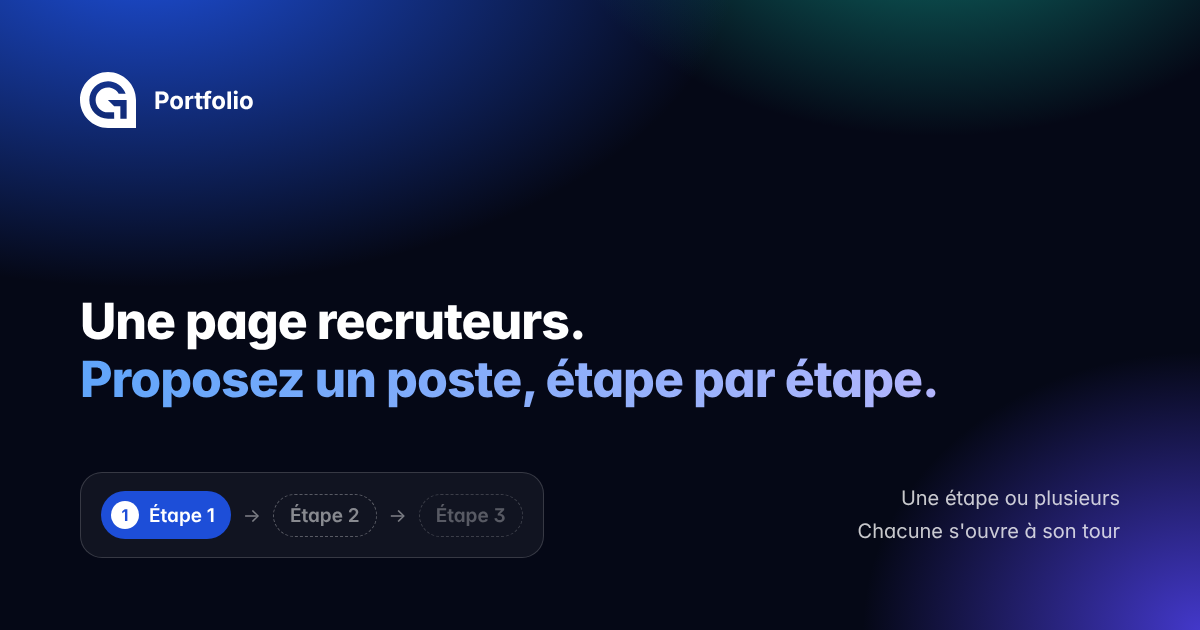 Portfolio
Une page recruteurs.
Proposez un poste, étape par étape.
1 Étape 1 → Étape 2 → Étape 3
Une étape ou plusieurs
Chacune s'ouvre à son tour